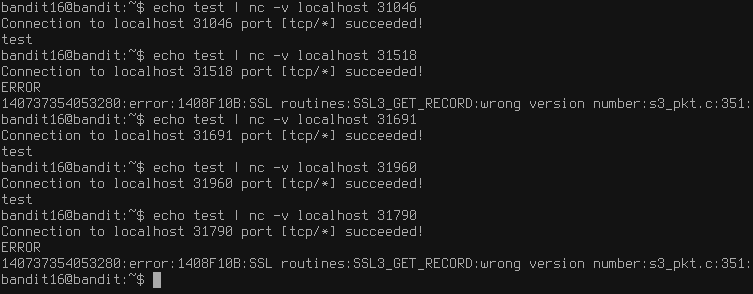 bandit16@bandit:~$ echo test | nc -v localhost 31046
Connection to localhost 31046 port [tcp/*] succeeded!
test
bandit16@bandit:~$ echo test | nc -v localhost 31518
Connection to localhost 31518 port [tcp/*] succeeded!
ERROR
140737354053280:error:1408F10B:SSL routines:SSL3_GET_RECORD:wrong version number:s3_pkt.c:351:
bandit16@bandit:~$ echo test | nc -v localhost 31691
Connection to localhost 31691 port [tcp/*] succeeded!
test
bandit16@bandit:~$ echo test | nc -v localhost 31960
Connection to localhost 31960 port [tcp/*] succeeded!
test
bandit16@bandit:~$ echo test | nc -v localhost 31790
Connection to localhost 31790 port [tcp/*] succeeded!
ERROR
140737354053280:error:1408F10B:SSL routines:SSL3_GET_RECORD:wrong version number:s3_pkt.c:351:
bandit16@bandit:~$